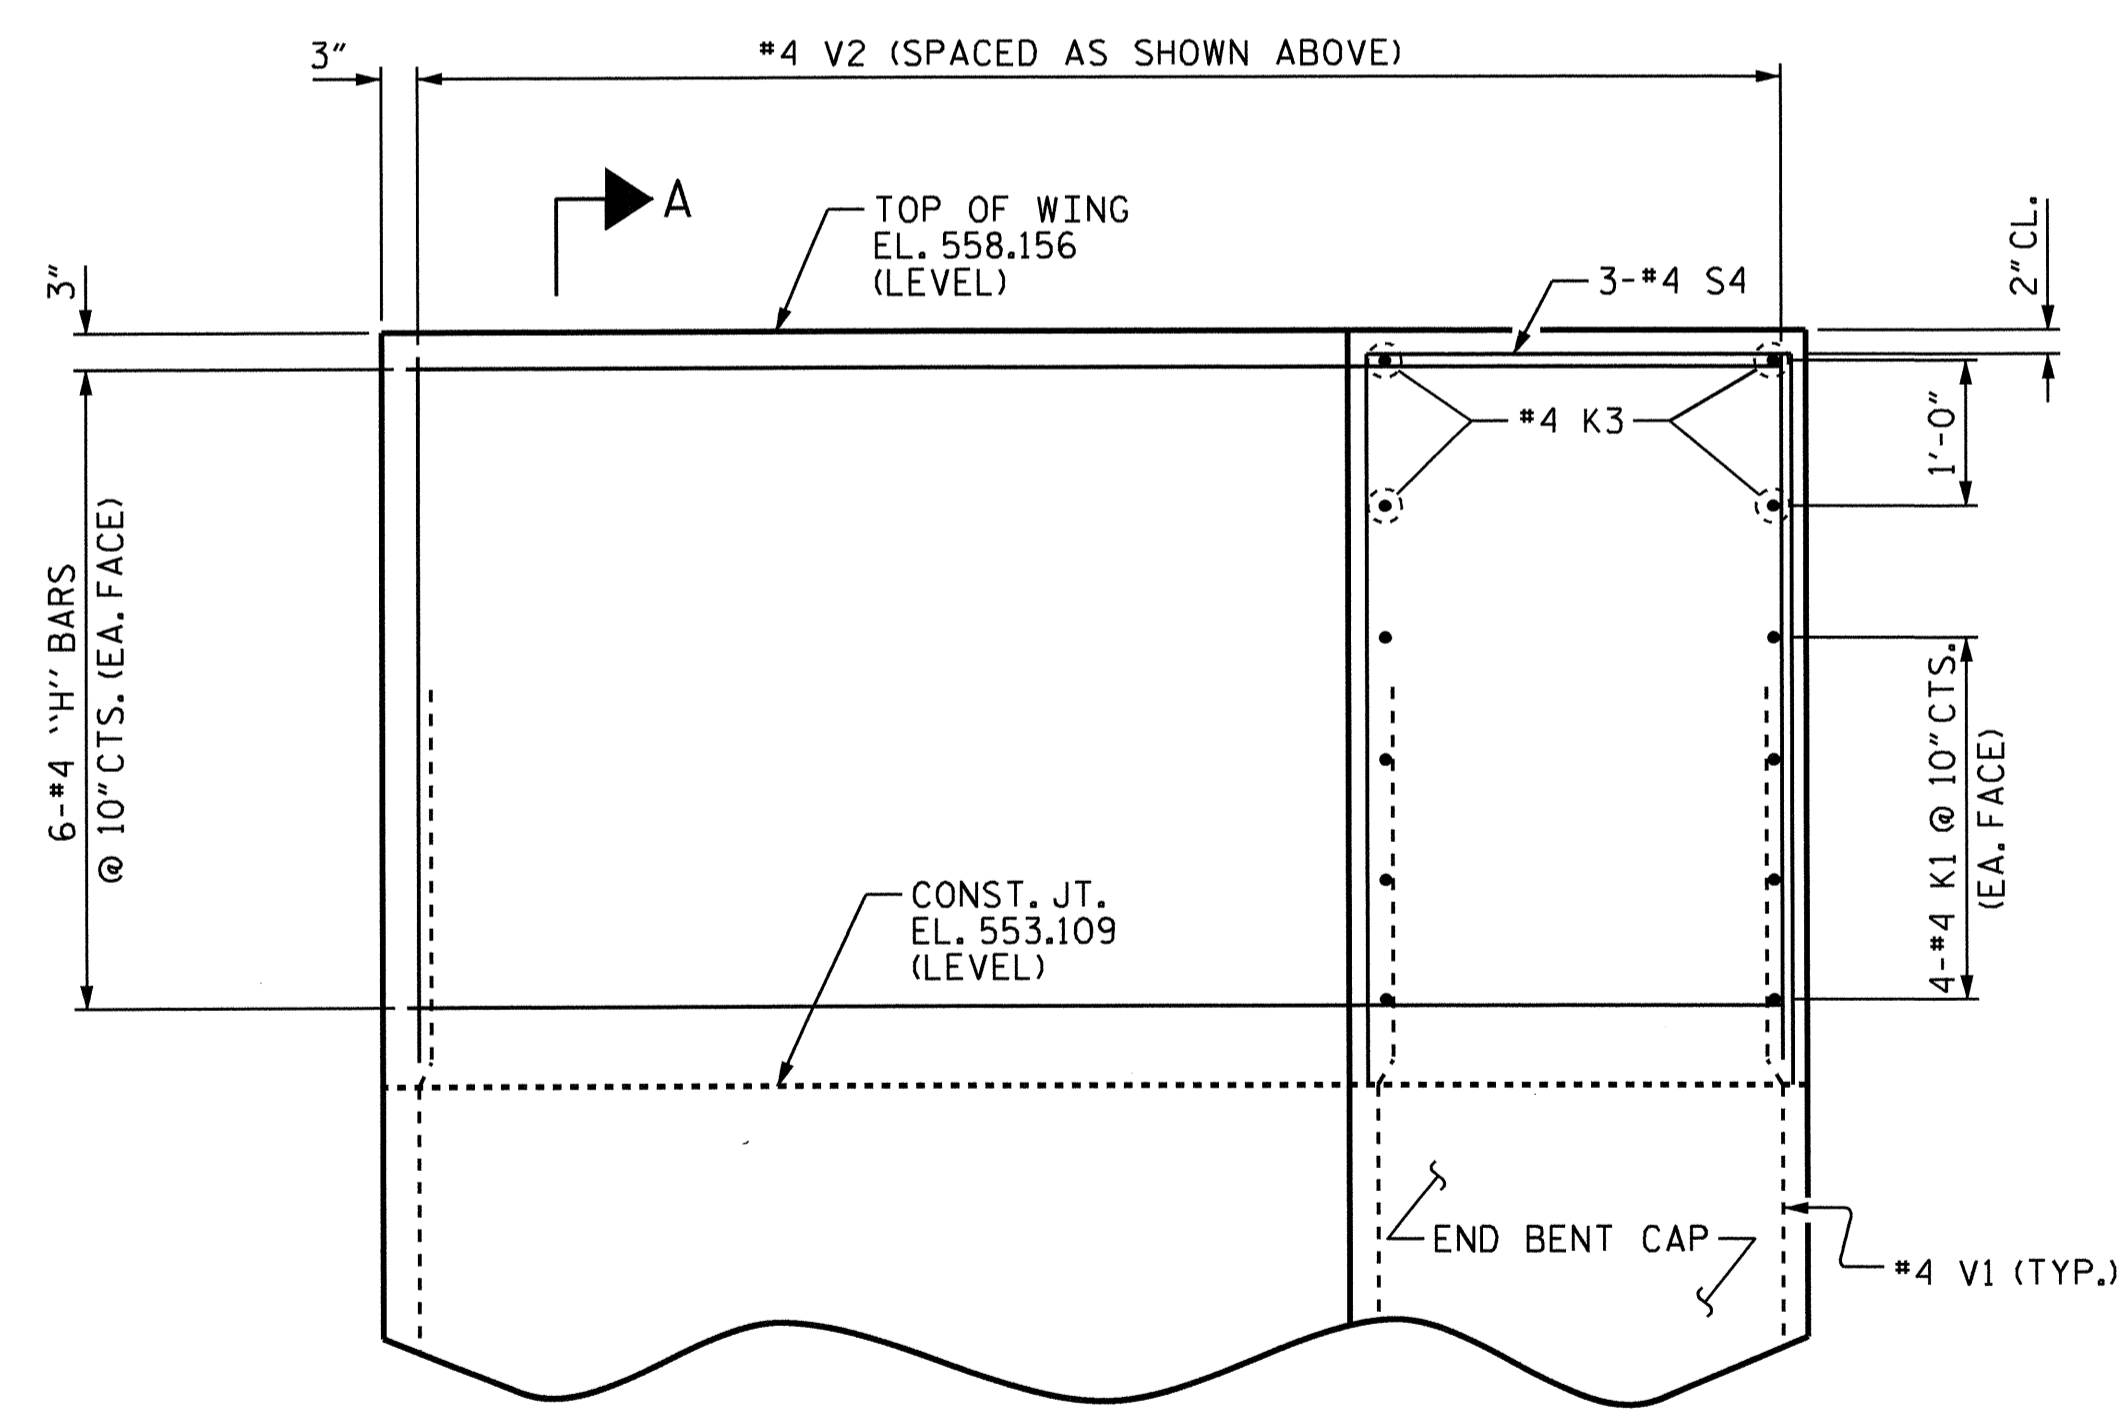 3"
#4 V2 (SPACED AS SHOWN ABOVE)
A
TOP OF WING
EL. 558.156
(LEVEL)
3-#4 S4
2" CL.
3"
#4 K3
1'-0"
6-#4 "H" BARS
@ 10" CTS. (EA. FACE)
4-#4 K1 @ 10" CTS.
(EA. FACE)
CONST. JT.
EL. 553.109
(LEVEL)
END BENT CAP
#4 V1 (TYP.)